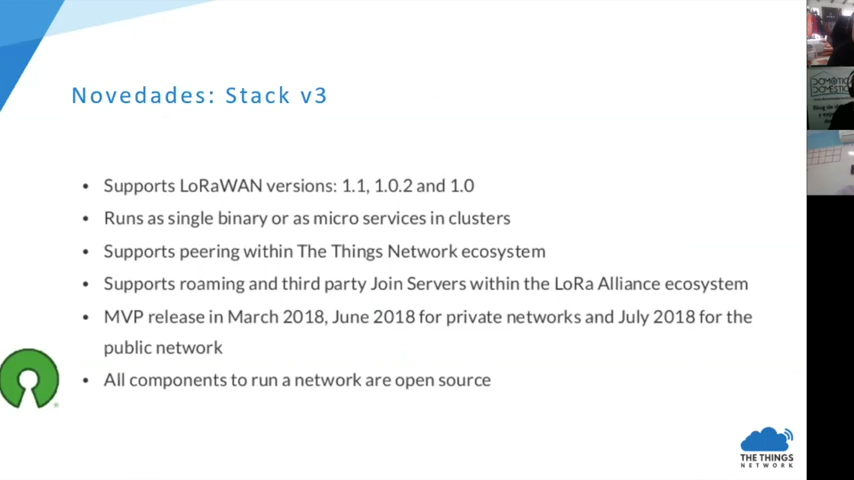 Novedades: Stack v3
• Supports LoRaWAN versions: 1.1, 1.0.2 and 1.0
• Runs as single binary or as micro services in clusters
• Supports peering within The Things Network ecosystem
• Supports roaming and third party Join Servers within the LoRa Alliance ecosystem
• MVP release in March 2018, June 2018 for private networks and July 2018 for the
public network
• All components to run a network are open source
THE THINGS
NETWORK